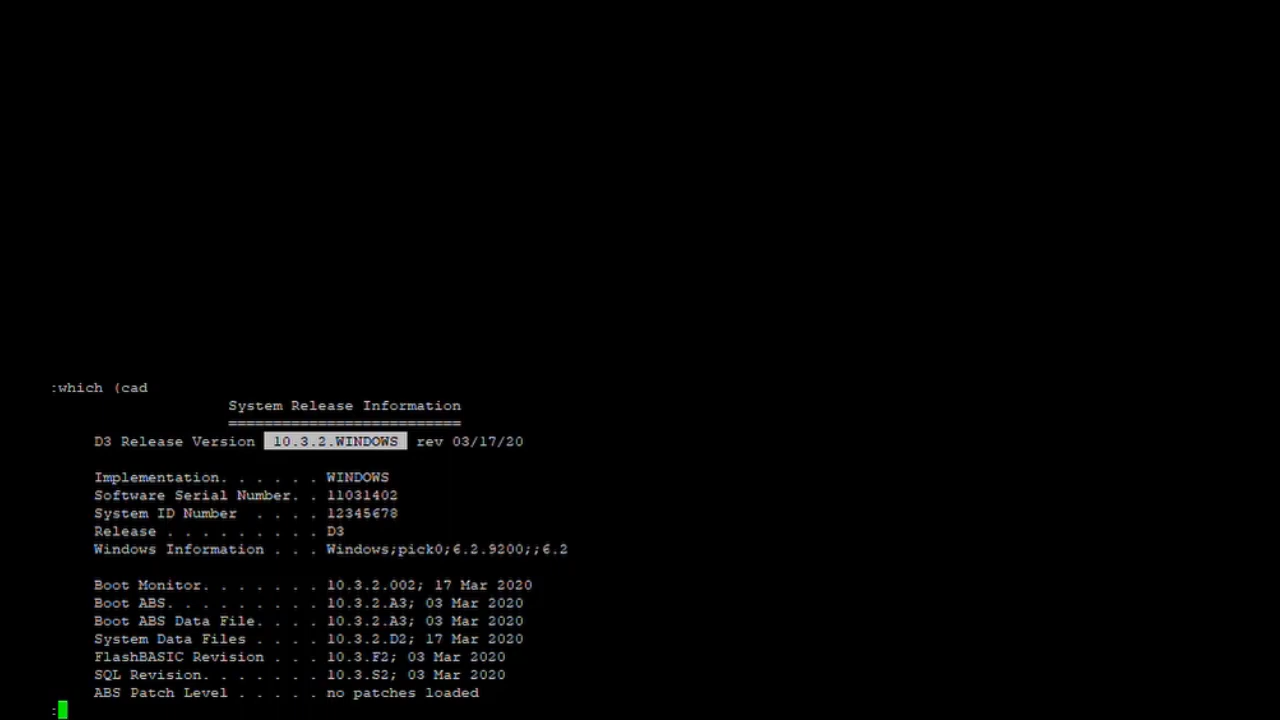 :which (cad
System Release Information
==========================
D3 Release Version 10.3.2.WINDOWS rev 03/17/20
Implementation. . . . . . WINDOWS
Software Serial Number. . 11031402
System ID Number  . . . . 12345678
Release . . . . . . . . . D3
Windows Information . . . Windows;pick0;6.2.9200;;6.2
Boot Monitor. . . . . . . 10.3.2.002; 17 Mar 2020
Boot ABS. . . . . . . . . 10.3.2.A3; 03 Mar 2020
Boot ABS Data File. . . . 10.3.2.A3; 03 Mar 2020
System Data Files . . . . 10.3.2.D2; 17 Mar 2020
FlashBASIC Revision . . . 10.3.F2; 03 Mar 2020
SQL Revision. . . . . . . 10.3.S2; 03 Mar 2020
ABS Patch Level . . . . . no patches loaded
: